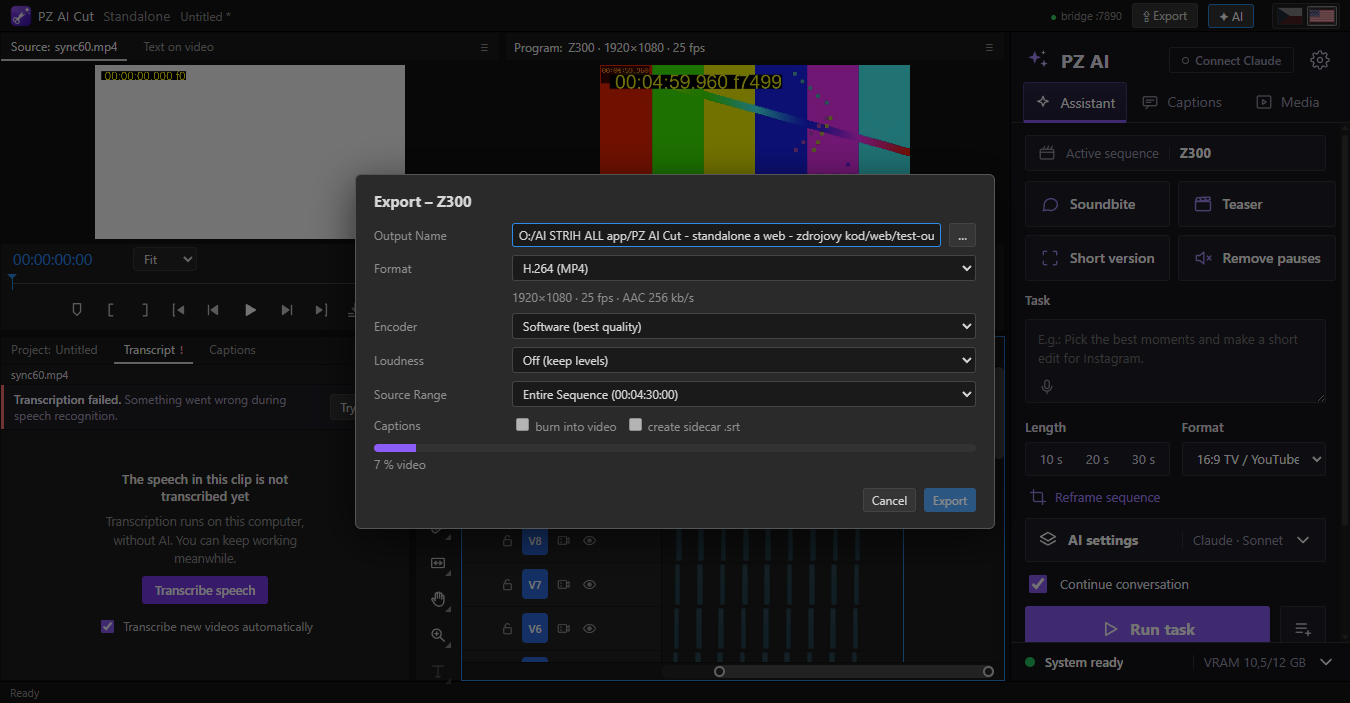 PZ AI Cut Standalone Untitled *
bridge :7890
Export
AI
Source: sync60.mp4
Text on video
Program: Z300 · 1920×1080 · 25 fps
00:00:00.000 f0
00:04:59.960 f7499
00:00:00:00
Fit
Project: Untitled
Transcript !
Captions
sync60.mp4
Transcription failed. Something went wrong during
speech recognition.
Try
The speech in this clip is not
transcribed yet
Transcription runs on this computer,
without AI. You can keep working
meanwhile.
Transcribe speech
Transcribe new videos automatically
Export – Z300
Output Name
O:/AI STRIH ALL app/PZ AI Cut - standalone a web - zdrojovy kod/web/test-ou
...
Format
H.264 (MP4)
1920×1080 · 25 fps · AAC 256 kb/s
Encoder
Software (best quality)
Loudness
Off (keep levels)
Source Range
Entire Sequence (00:04:30:00)
Captions
burn into video
create sidecar .srt
7 % video
Cancel
Export
V8
V7
V6
PZ AI
Connect Claude
Assistant
Captions
Media
Active sequence
Z300
Soundbite
Teaser
Short version
Remove pauses
Task
E.g.: Pick the best moments and make a short
edit for Instagram.
Length
Format
10 s
20 s
30 s
16:9 TV / YouTube
Reframe sequence
AI settings
Claude · Sonnet
Continue conversation
Run task
System ready
VRAM 10,5/12 GB
Ready